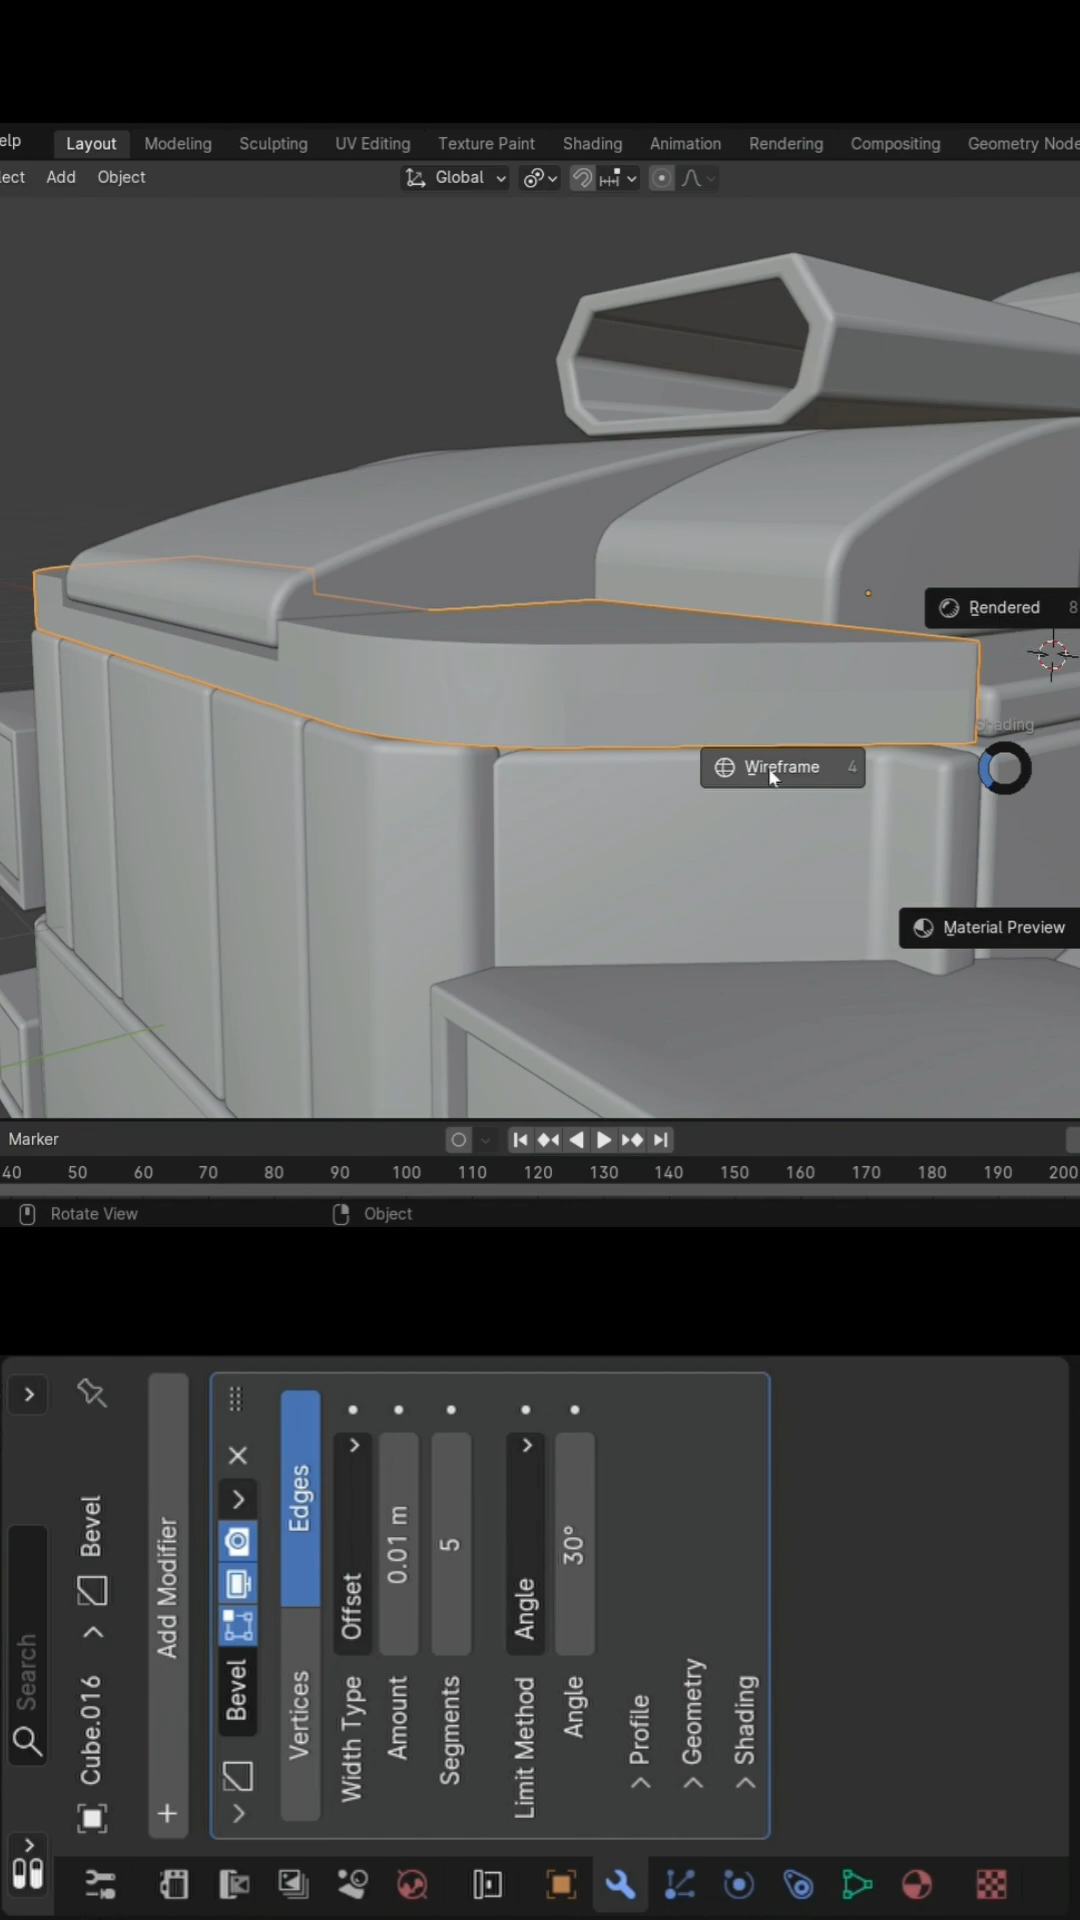 elp Layout Modeling Sculpting UV Editing Texture Paint Shading Animation Rendering Compositing Geometry Node
lect Add Object Global
Rendered 8
Shading
Wireframe 4
Material Preview
Marker
40 50 60 70 80 90 100 110 120 130 140 150 160 170 180 190 200
Rotate View Object
Search
Cube.016 > Bevel
+ Add Modifier
Bevel
Vertices Edges
Width Type Offset
Amount 0.01 m
Segments 5
Limit Method Angle
Angle 30°
Profile
Geometry
Shading